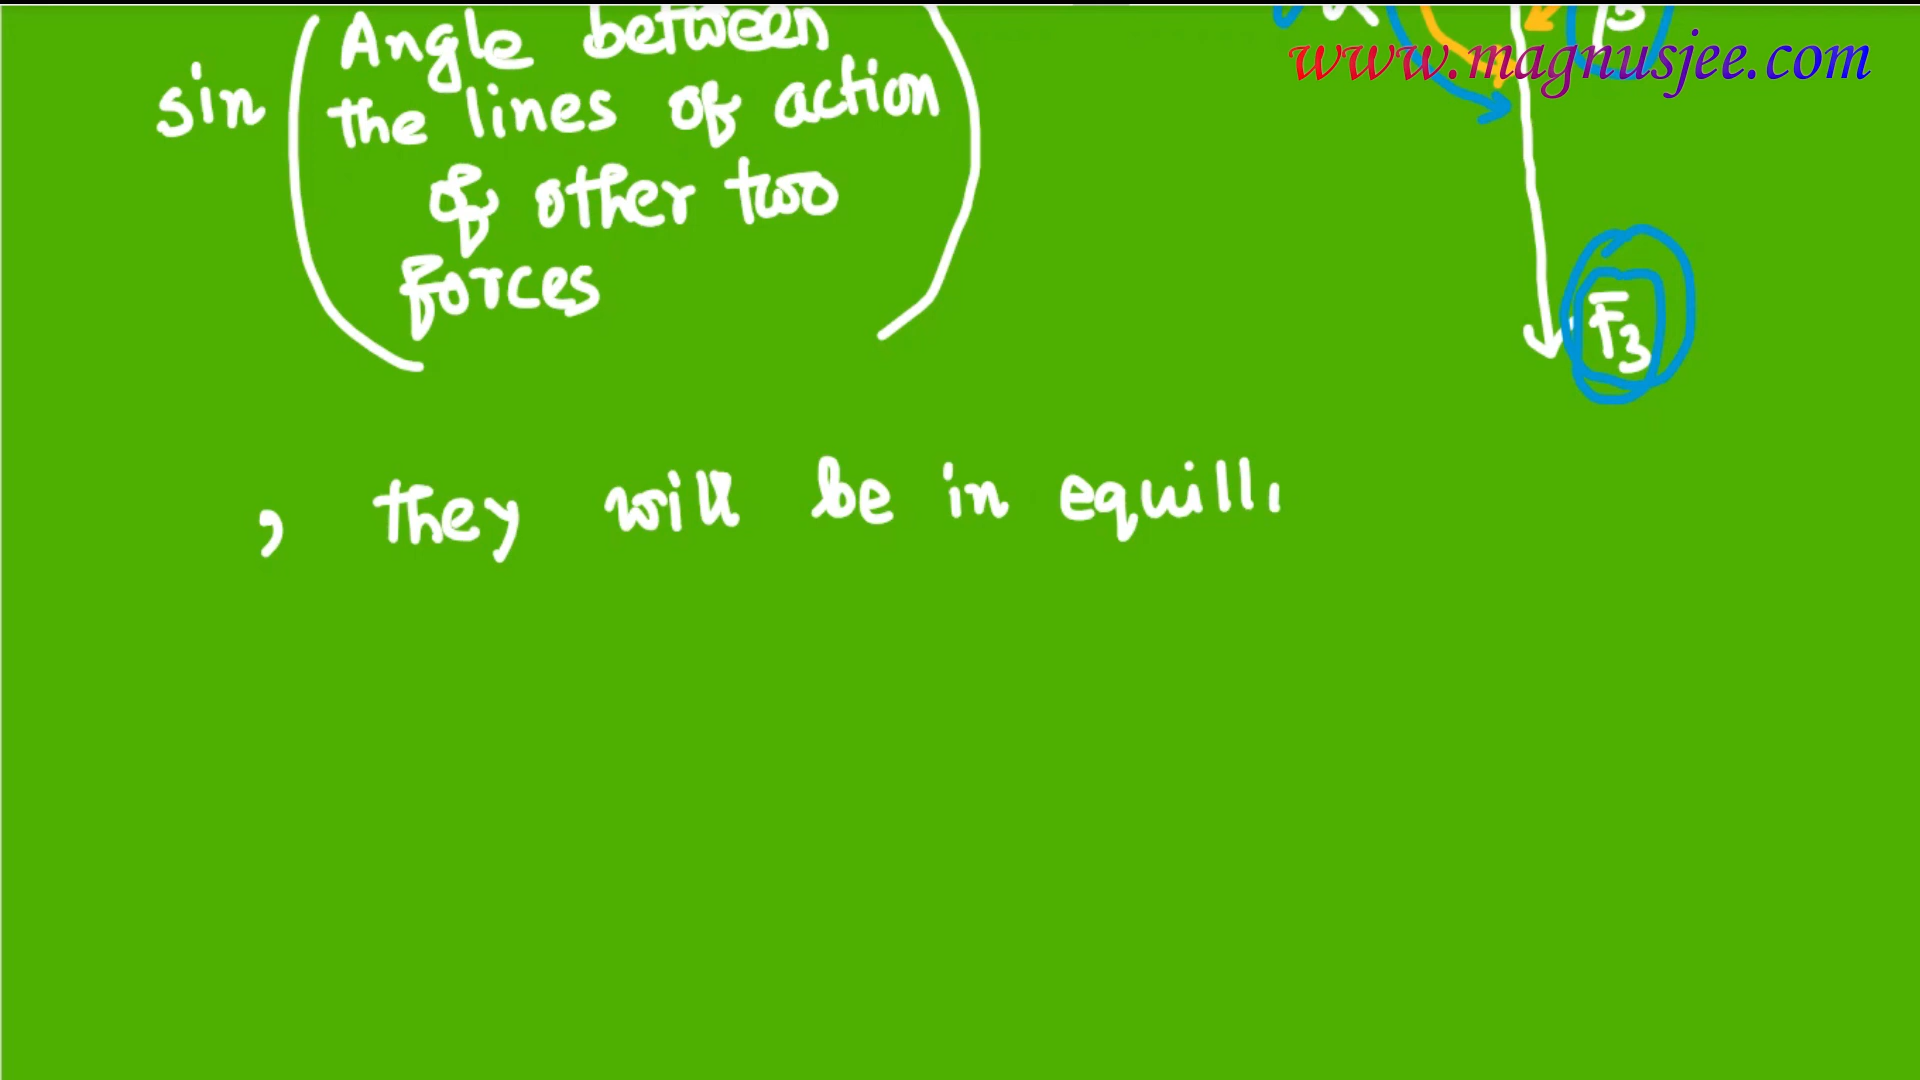 Angle between
sin the lines of action
of other two
forces
α
β
www.magnusjee.com
F̅3
, they will be in equill.